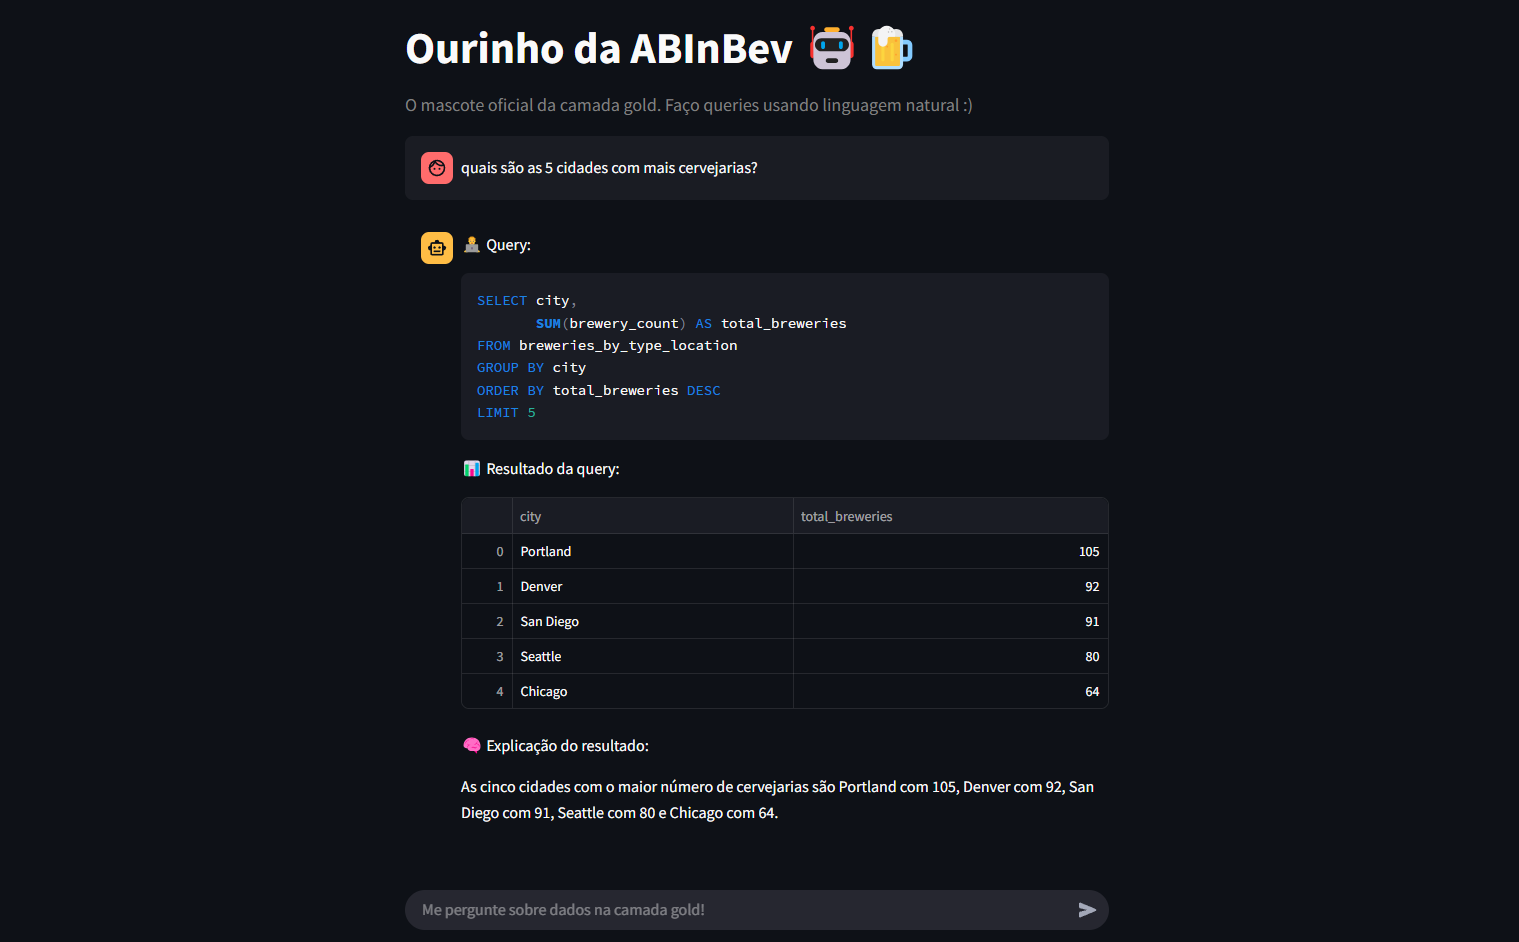 Ourinho da ABInBev
O mascote oficial da camada gold. Faço queries usando linguagem natural :)
quais são as 5 cidades com mais cervejarias?
Query:
SELECT city,
       SUM(brewery_count) AS total_breweries
FROM breweries_by_type_location
GROUP BY city
ORDER BY total_breweries DESC
LIMIT 5
Resultado da query:
city total_breweries
0 Portland 105
1 Denver 92
2 San Diego 91
3 Seattle 80
4 Chicago 64
Explicação do resultado:
As cinco cidades com o maior número de cervejarias são Portland com 105, Denver com 92, San
Diego com 91, Seattle com 80 e Chicago com 64.
Me pergunte sobre dados na camada gold!